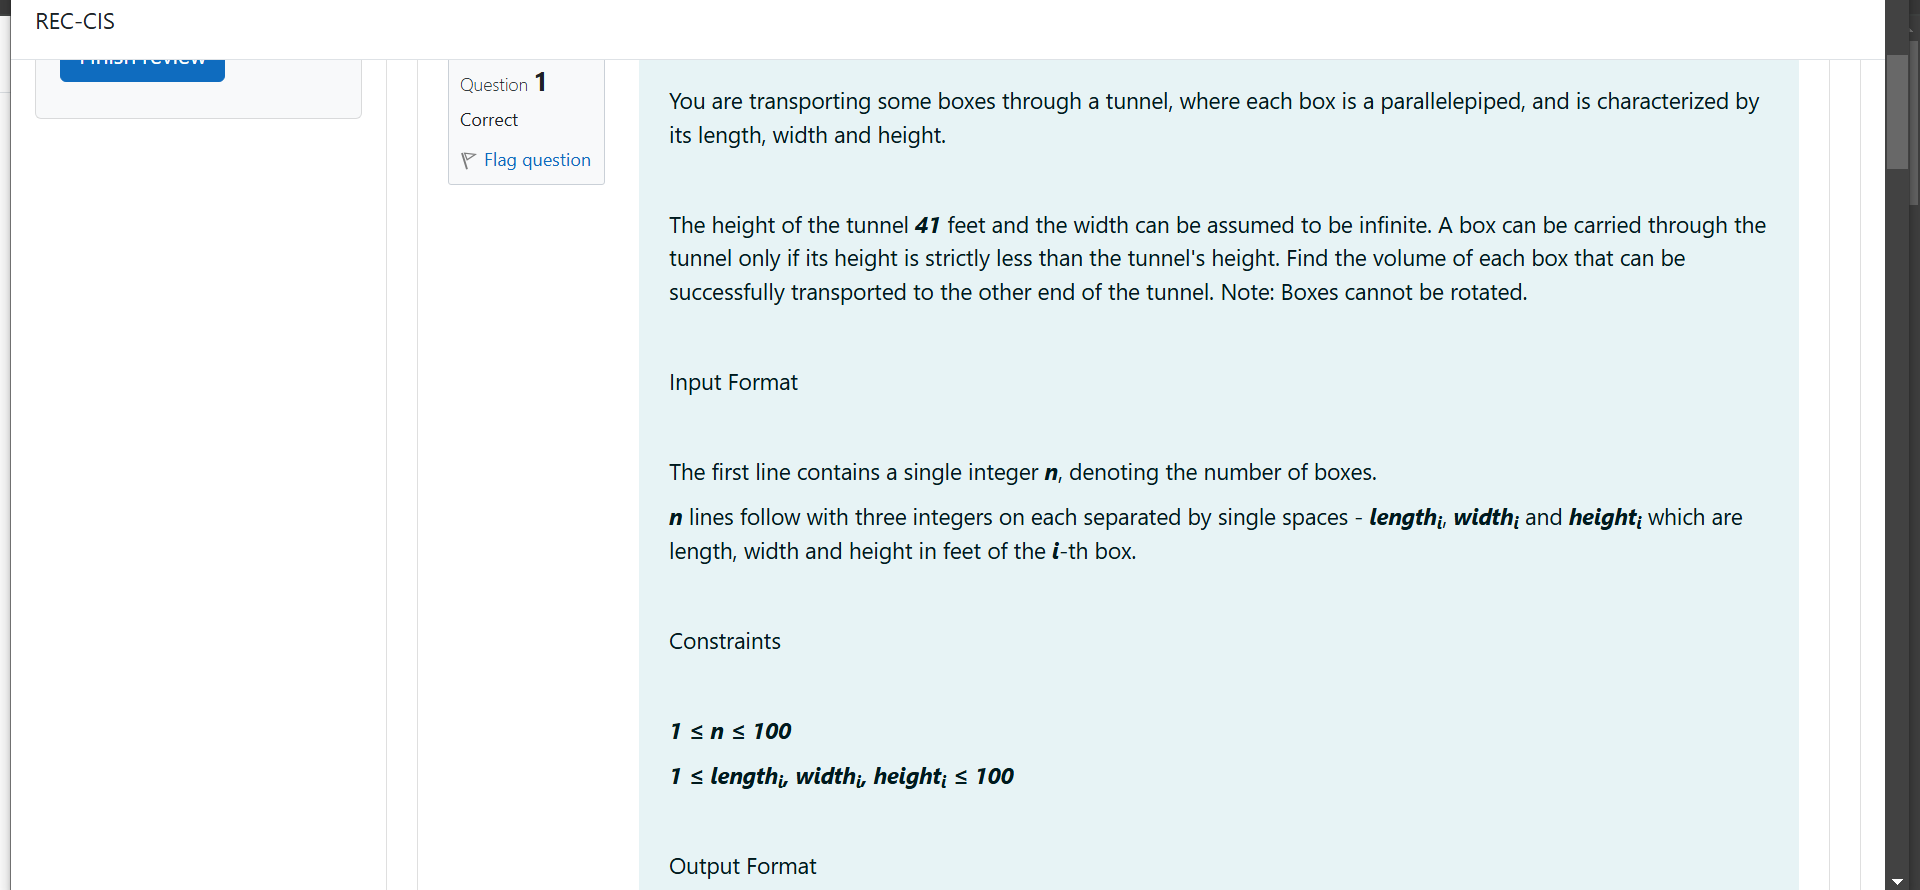 REC-CIS
Finish review
Question 1
Correct
Flag question
You are transporting some boxes through a tunnel, where each box is a parallelepiped, and is characterized by
its length, width and height.
The height of the tunnel 41 feet and the width can be assumed to be infinite. A box can be carried through the
tunnel only if its height is strictly less than the tunnel's height. Find the volume of each box that can be
successfully transported to the other end of the tunnel. Note: Boxes cannot be rotated.
Input Format
The first line contains a single integer n, denoting the number of boxes.
n lines follow with three integers on each separated by single spaces - lengthi, widthi and heighti which are
length, width and height in feet of the i-th box.
Constraints
1 ≤ n ≤ 100
1 ≤ lengthi, widthi, heighti ≤ 100
Output Format